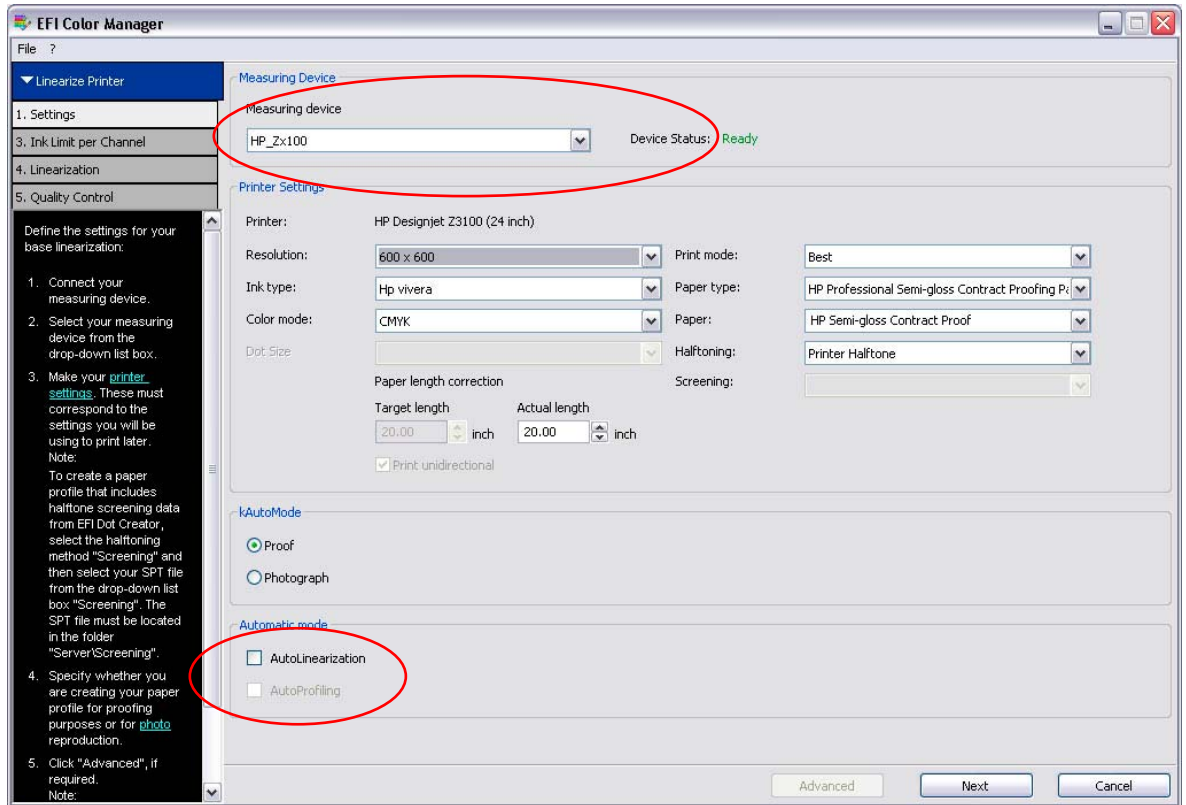 EFI Color Manager
File ?
Linearize Printer
1. Settings
3. Ink Limit per Channel
4. Linearization
5. Quality Control
Define the settings for your
base linearization:
1. Connect your
measuring device.
2. Select your measuring
device from the
drop-down list box.
3. Make your printer
settings. These must
correspond to the
settings you will be
using to print later.
Note:
To create a paper
profile that includes
halftone screening data
from EFI Dot Creator,
select the halftoning
method "Screening" and
then select your SPT file
from the drop-down list
box "Screening". The
SPT file must be located
in the folder
"Server\Screening".
4. Specify whether you
are creating your paper
profile for proofing
purposes or for photo
reproduction.
5. Click "Advanced", if
required.
Note:
Measuring Device
Measuring device
HP_Zx100 Device Status: Ready
Printer Settings
Printer: HP Designjet Z3100 (24 inch)
Resolution: 600 x 600 Print mode: Best
Ink type: Hp vivera Paper type: HP Professional Semi-gloss Contract Proofing Pa
Color mode: CMYK Paper: HP Semi-gloss Contract Proof
Dot Size Halftoning: Printer Halftone
Paper length correction Screening:
Target length Actual length
20.00 inch 20.00 inch
Print unidirectional
kAutoMode
Proof
Photograph
Automatic mode
AutoLinearization
AutoProfiling
Advanced Next Cancel